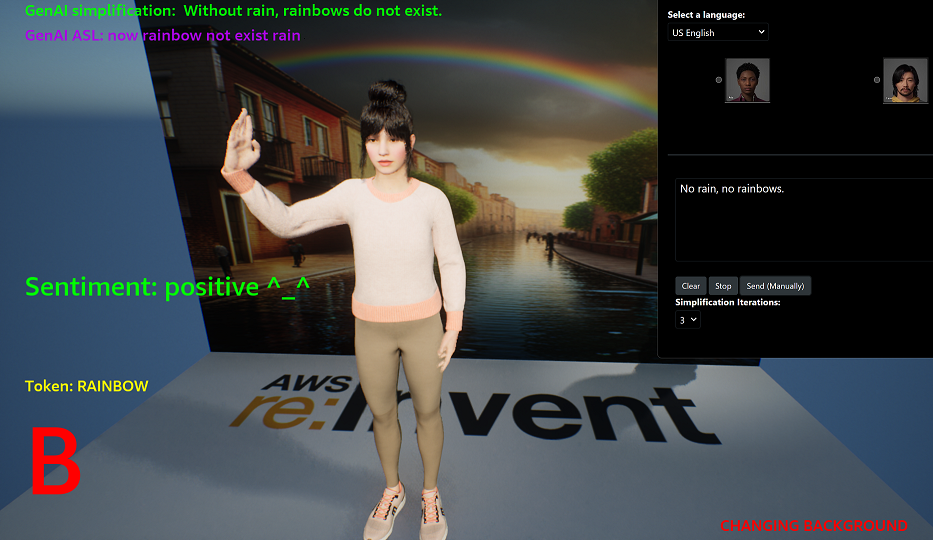 GenAI simplification: Without rain, rainbows do not exist.
GenAI ASL: now rainbow not exist rain
Sentiment: positive ^_^
Token: RAINBOW
B
AWS
re:Invent
CHANGING BACKGROUND
Select a language:
US English
No rain, no rainbows.
Clear Stop Send (Manually)
Simplification Iterations:
3